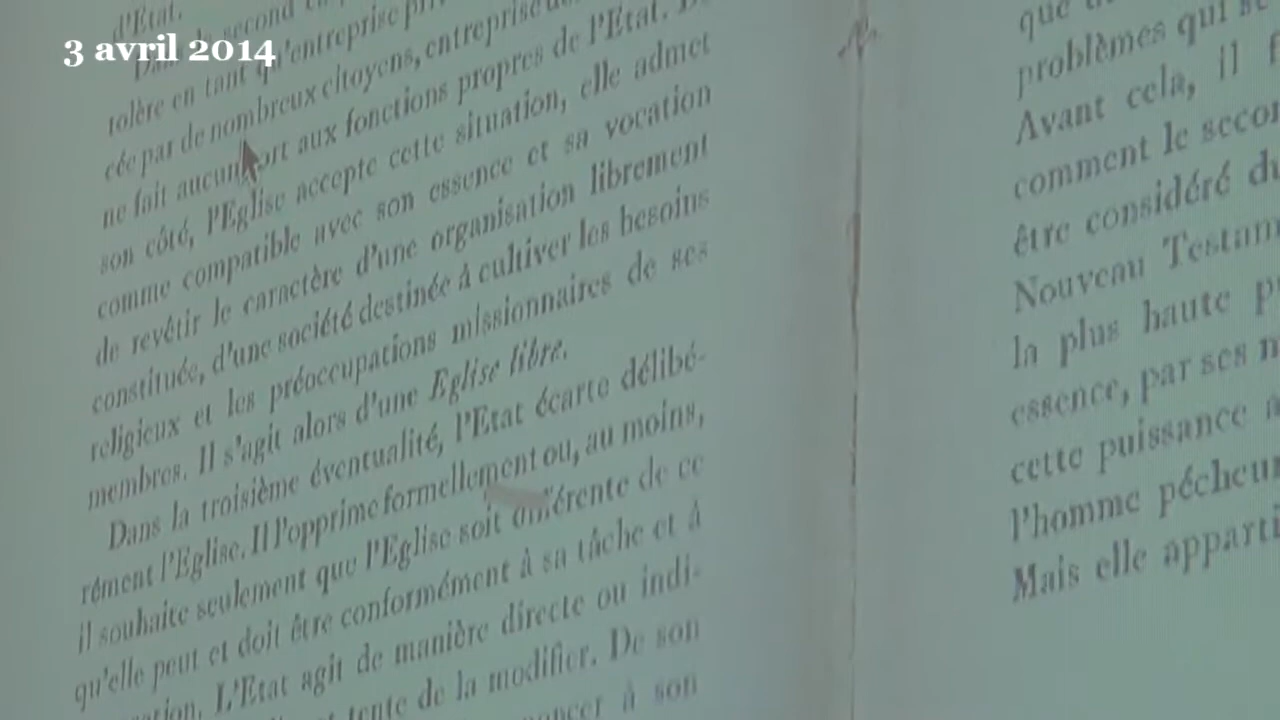 3 avril 2014
d'Etat.
second
tolère en tant qu'entreprise
cée par de nombreux citoyens, entreprise
ne fait aucun aux fonctions propres de l'Etat.
son côté, l'Eglise accepte cette situation, elle admet
comme compatible avec son essence et sa vocation
de revêtir le caractère d'une organisation librement
constituée, d'une société destinée à cultiver les besoins
religieux et les préoccupations missionnaires de ses
membres. Il s'agit alors d'une Eglise libre.
Dans la troisième éventualité, l'Etat écarte délibé-
rément l'Eglise. Il l'opprime formellement ou, au moins,
il souhaite seulement que l'Eglise soit différente de ce
qu'elle peut et doit être conformément à sa tâche et à
L'Etat agit de manière directe ou indi-
tente de la modifier. De son
à son
que
problèmes qui se
Avant cela, il
comment le
être considéré
Nouveau
la plus haute
essence, par ses
cette puissance
l'homme
Mais elle